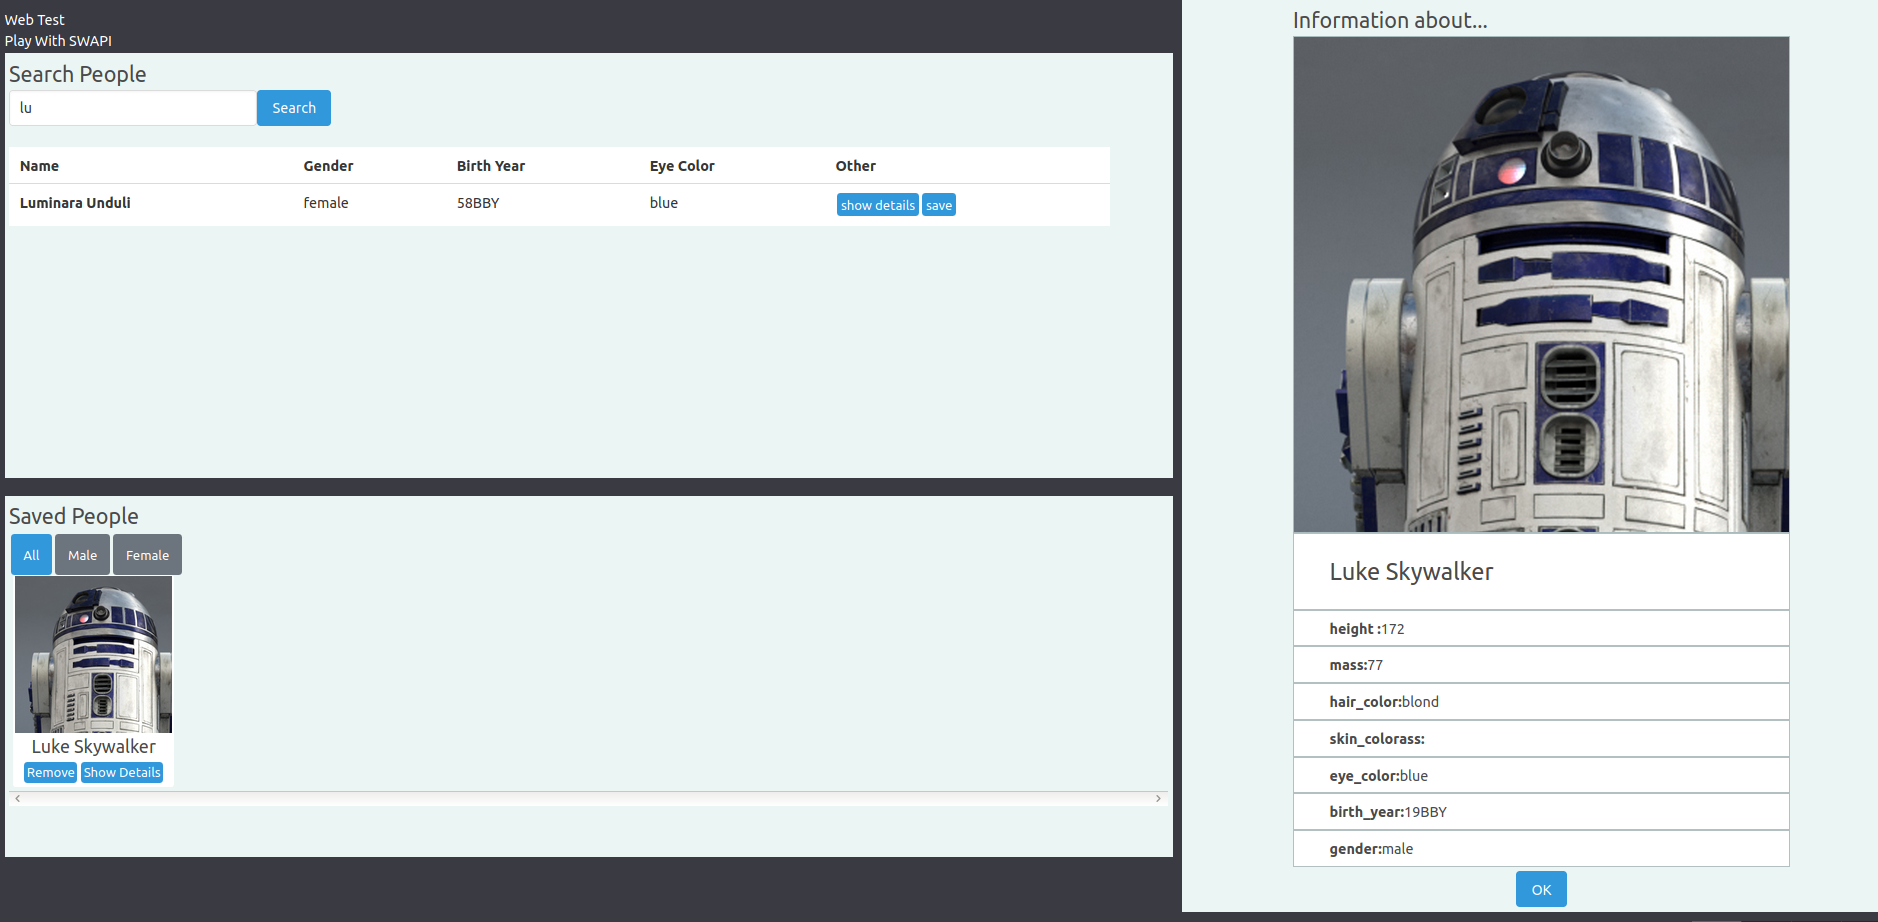 Web Test
Play With SWAPI
Search People
lu
Search
Name Gender Birth Year Eye Color Other
Luminara Unduli female 58BBY blue show details save
Saved People
All Male Female
Luke Skywalker
Remove Show Details
Information about...
Luke Skywalker
height :172
mass:77
hair_color:blond
skin_colorass:
eye_color:blue
birth_year:19BBY
gender:male
OK